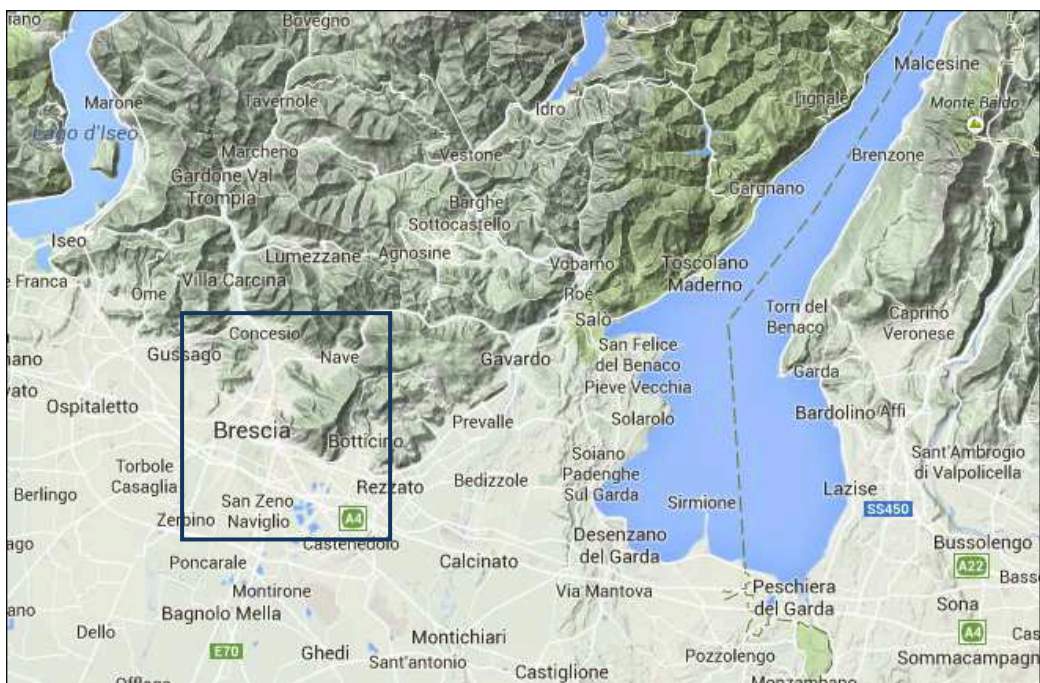 Bovegno
Malcesine
Marone
Tavernole
Idro
Tignale
Monte Baldo
Lago d'Iseo
Marcheno
Vestone
Brenzone
Gardone Val
Trompia
Gargnano
Barghe
Sottocastello
Iseo
Lumezzane
Agnosine
Vobarno
Toscolano
Maderno
e Franca
Ome
Villa Carcina
Roé
Torri del
Benaco
Caprino
Veronese
Salò
Concesio
Gussago
Nave
Gavardo
San Felice
del Benaco
Pieve Vecchia
Garda
Ospitaletto
Brescia
Botticino
Prevalle
Solarolo
Bardolino
Affi
Torbole
Casaglia
Soiano
Padenghe
Sul Garda
Sant'Ambrogio
di Valpolicella
Berlingo
Rezzato
Bedizzole
Lazise
San Zeno
Naviglio
Sirmione
SS450
Zerbino
A4
Castenedolo
Desenzano
del Garda
Bussolengo
Poncarale
Calcinato
A22
Montirone
Via Mantova
Peschiera
del Garda
Bagnolo Mella
Sona
Dello
Montichiari
A4
E70
Ghedi
Sant'antonio
Pozzolengo
Sommacampagn
Castiglione
Monzambano